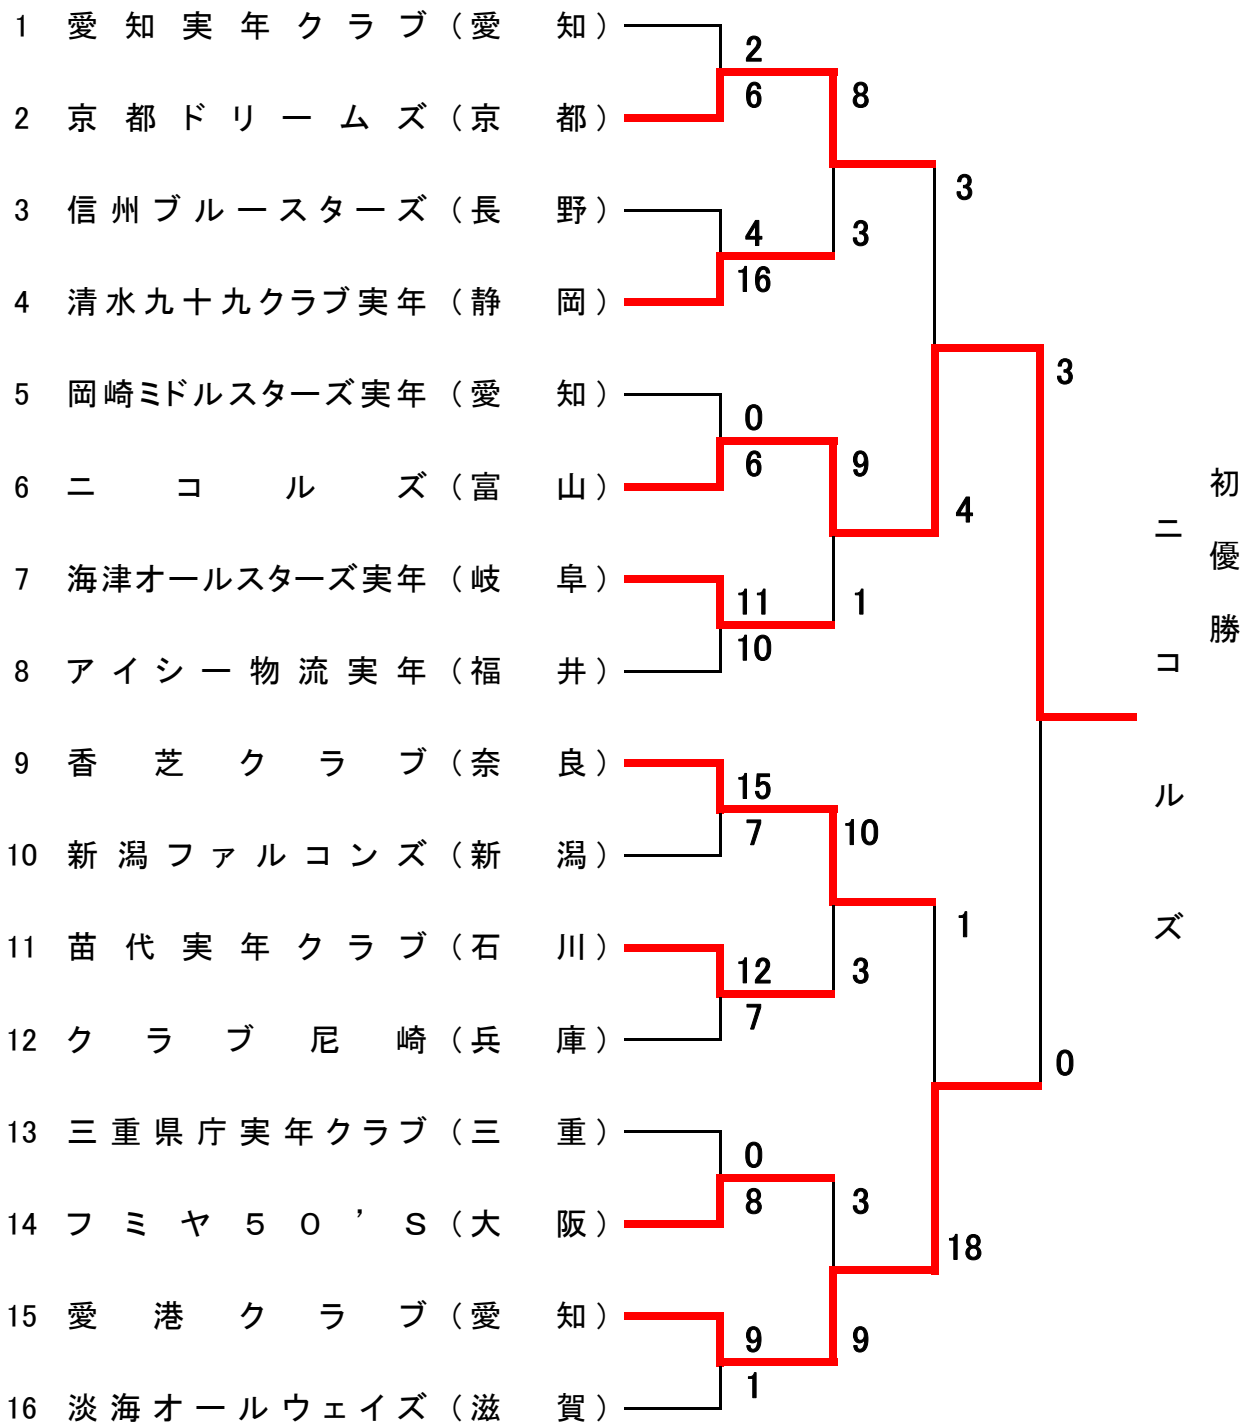 1 愛知実年クラブ(愛知)
2 京都ドリームズ(京都)
3 信州ブルースターズ(長野)
4 清水九十九クラブ実年(静岡)
5 岡崎ミドルスターズ実年(愛知)
6 ニコルズ(富山)
7 海津オールスターズ実年(岐阜)
8 アイシー物流実年(福井)
9 香芝クラブ(奈良)
10 新潟ファルコンズ(新潟)
11 苗代実年クラブ(石川)
12 クラブ尼崎(兵庫)
13 三重県庁実年クラブ(三重)
14 フミヤ50’S(大阪)
15 愛港クラブ(愛知)
16 淡海オールウェイズ(滋賀)
2
6
4
16
0
6
11
10
15
7
12
7
0
8
9
1
8
3
9
1
10
3
3
9
3
4
1
18
3
0
初優勝
ニコルズ